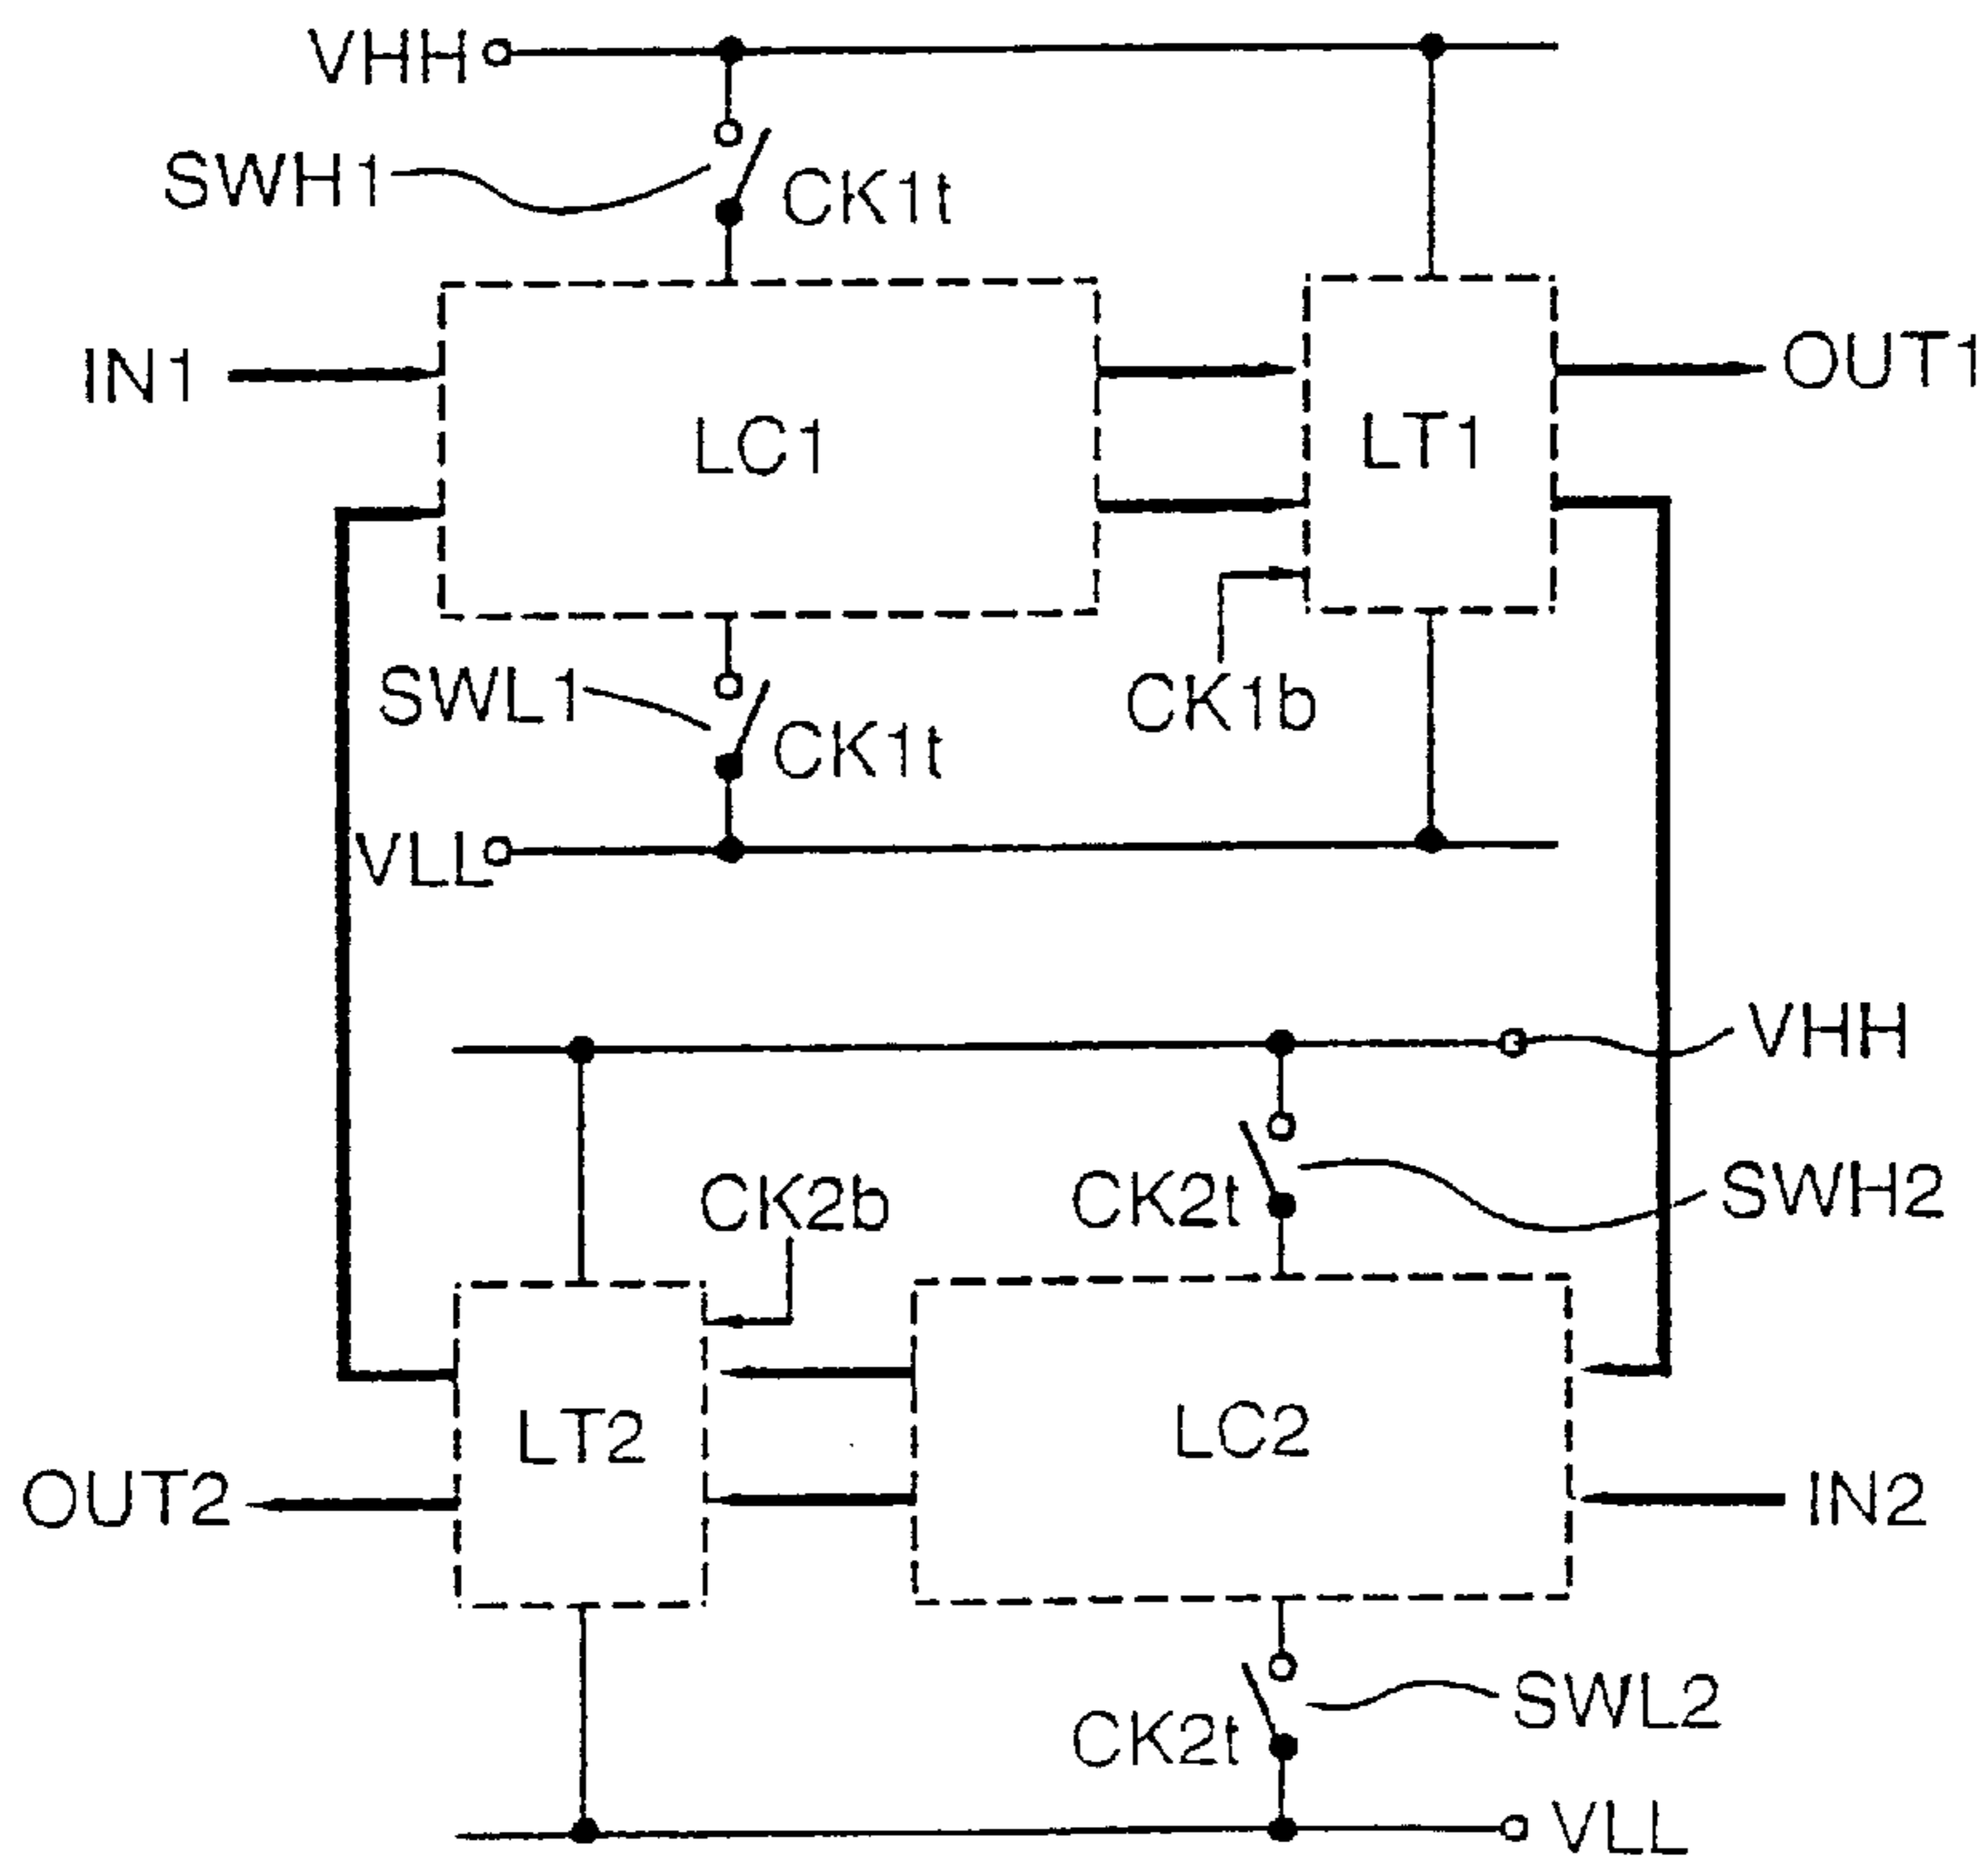 VHH
SWH1
CK1t
IN1
OUT1
LC1
LT1
SWL1
CK1t
CK1b
VLL
VHH
CK2b
CK2t
SWH2
LT2
LC2
OUT2
IN2
CK2t
SWL2
VLL